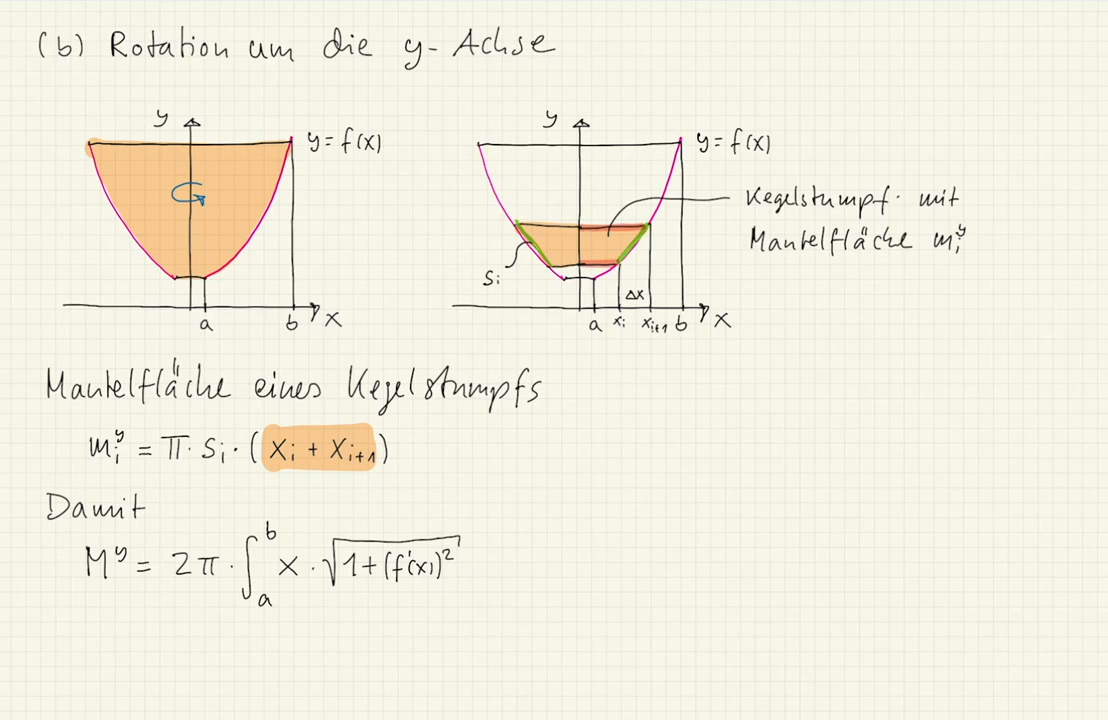 (b) Rotation um die y-Achse
y
y = f(x)
a
b
x
y
y = f(x)
Kegelstumpf mit
Mantelfläche mᵢʸ
Sᵢ
Δx
a
xᵢ
xᵢ₊₁
b
x
Mantelfläche eines Kegelstumpfs
mᵢʸ = π · Sᵢ · (xᵢ + xᵢ₊₁)
Damit
Mʸ = 2π · ∫ₐᵇ x · √(1+(f'(x))²)